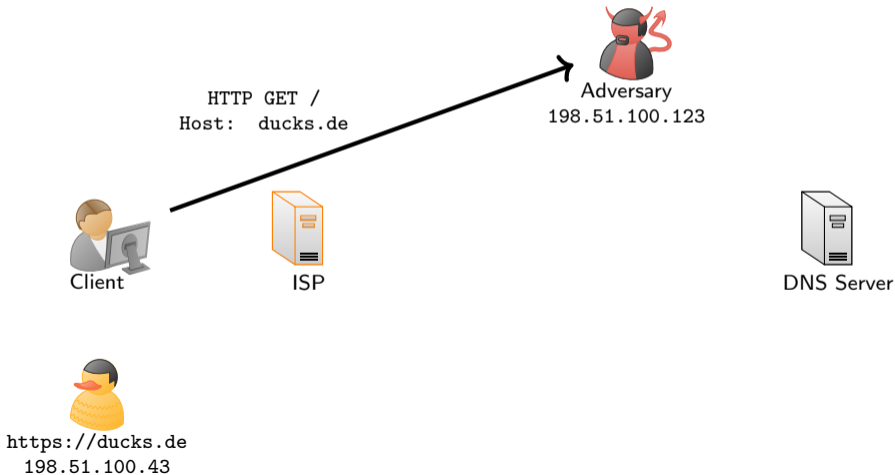 Adversary
198.51.100.123
HTTP GET /
Host: ducks.de
Client
ISP
DNS Server
https://ducks.de
198.51.100.43